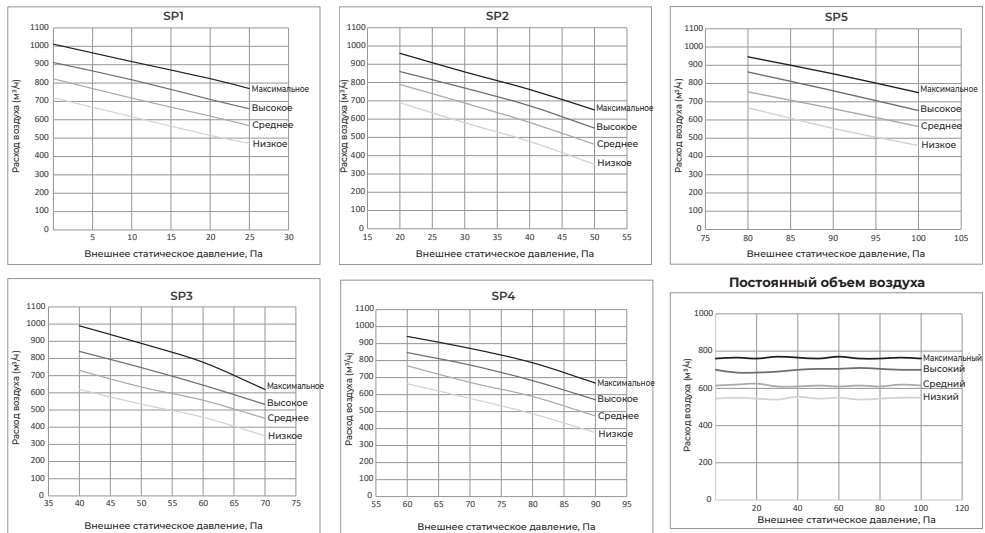 SP1
1100
1000
900
800
700
600
500
400
300
200
100
0
5
10
15
20
25
30
Расход воздуха (м³/ч)
Внешнее статическое давление, Па
Максимальное
Высокое
Среднее
Низкое
SP2
1100
1000
900
800
700
600
500
400
300
200
100
0
15
20
25
30
35
40
45
50
55
Расход воздуха (м³/ч)
Внешнее статическое давление, Па
Максимальное
Высокое
Среднее
Низкое
SP5
1100
1000
900
800
700
600
500
400
300
200
100
0
75
80
85
90
95
100
105
Расход воздуха (м³/ч)
Внешнее статическое давление, Па
Максимальное
Высокое
Среднее
Низкое
SP3
1100
1000
900
800
700
600
500
400
300
200
100
0
35
40
45
50
55
60
65
70
75
Расход воздуха (м³/ч)
Внешнее статическое давление, Па
Максимальное
Высокое
Среднее
Низкое
SP4
1100
1000
900
800
700
600
500
400
300
200
100
0
55
60
65
70
75
80
85
90
95
Расход воздуха (м³/ч)
Внешнее статическое давление, Па
Максимальное
Высокое
Среднее
Низкое
Постоянный объем воздуха
1000
800
600
400
200
0
20
40
60
80
100
120
Расход воздуха (м³/ч)
Внешнее статическое давление, Па
Максимальный
Высокий
Средний
Низкий